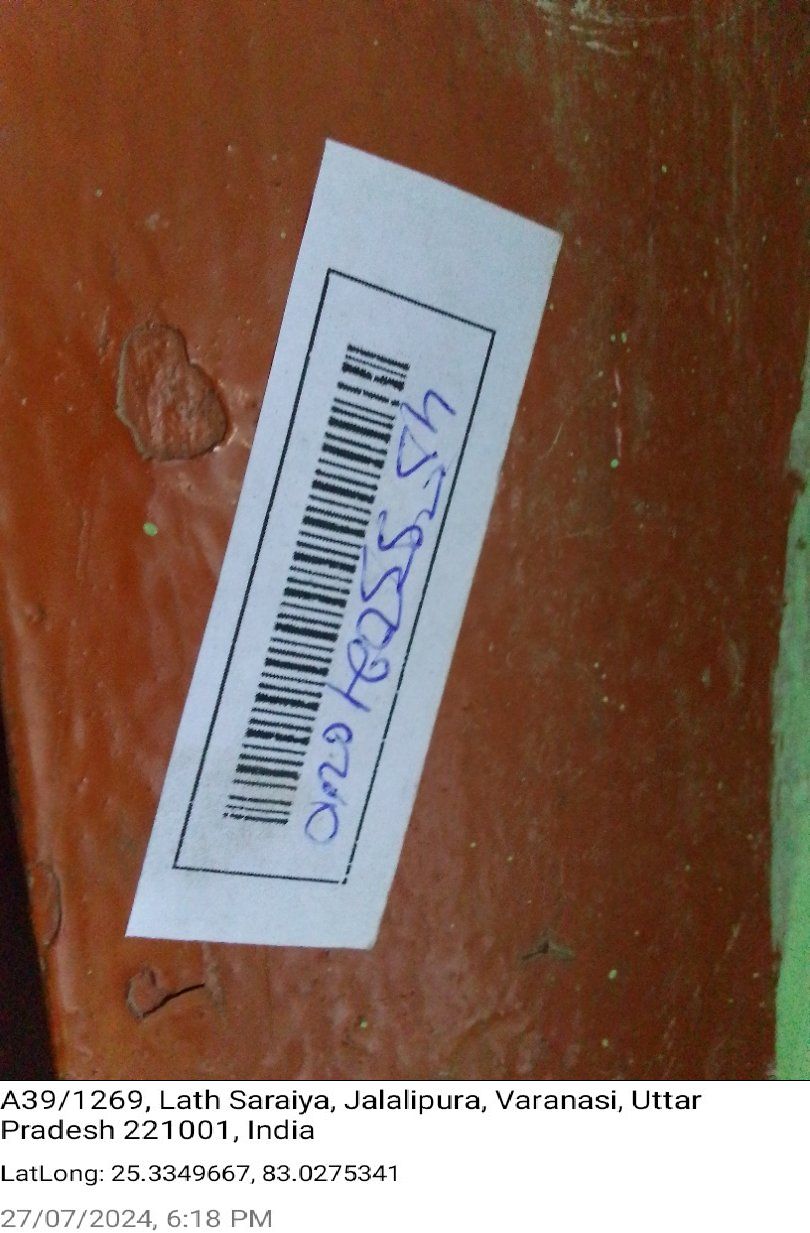 A39/1269, Lath Saraiya, Jalalipura, Varanasi, Uttar
Pradesh 221001, India
LatLong: 25.3349667, 83.0275341
27/07/2024, 6:18 PM